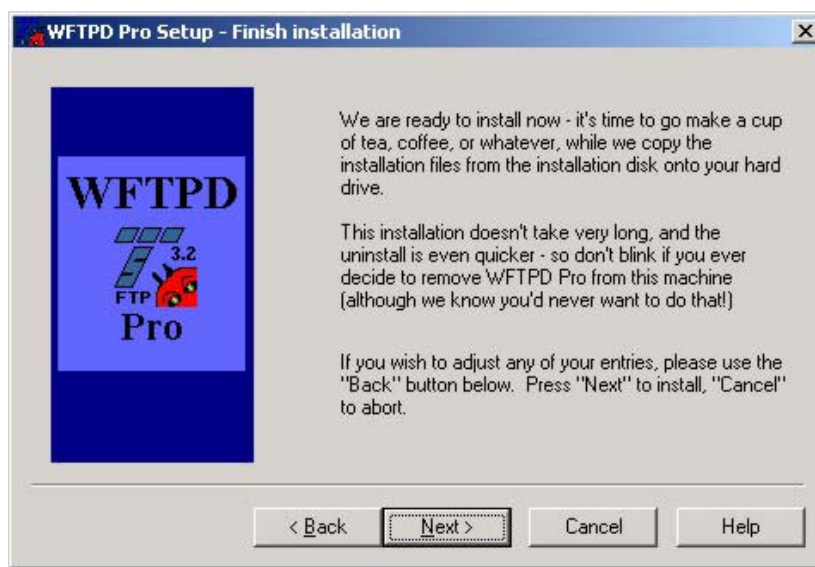 WFTPD Pro Setup - Finish installation
WFTPD
3.2
FTP
Pro
We are ready to install now - it's time to go make a cup
of tea, coffee, or whatever, while we copy the
installation files from the installation disk onto your hard
drive.
This installation doesn't take very long, and the
uninstall is even quicker - so don't blink if you ever
decide to remove WFTPD Pro from this machine
(although we know you'd never want to do that!)
If you wish to adjust any of your entries, please use the
"Back" button below.  Press "Next" to install, "Cancel"
to abort.
< Back
Next >
Cancel
Help